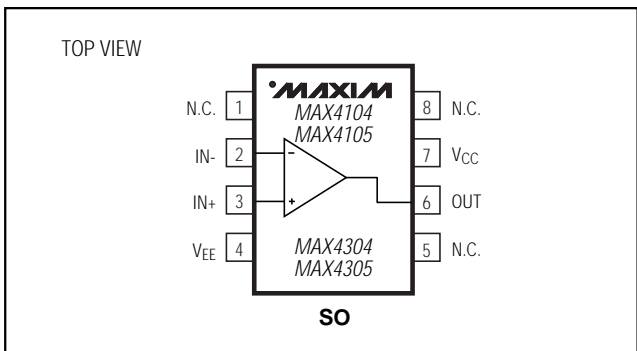 TOP VIEW
MAXIM
N.C. 1 MAX4104 8 N.C.
MAX4105
IN- 2 - 7 VCC
IN+ 3 + 6 OUT
VEE 4 MAX4304 5 N.C.
MAX4305
SO